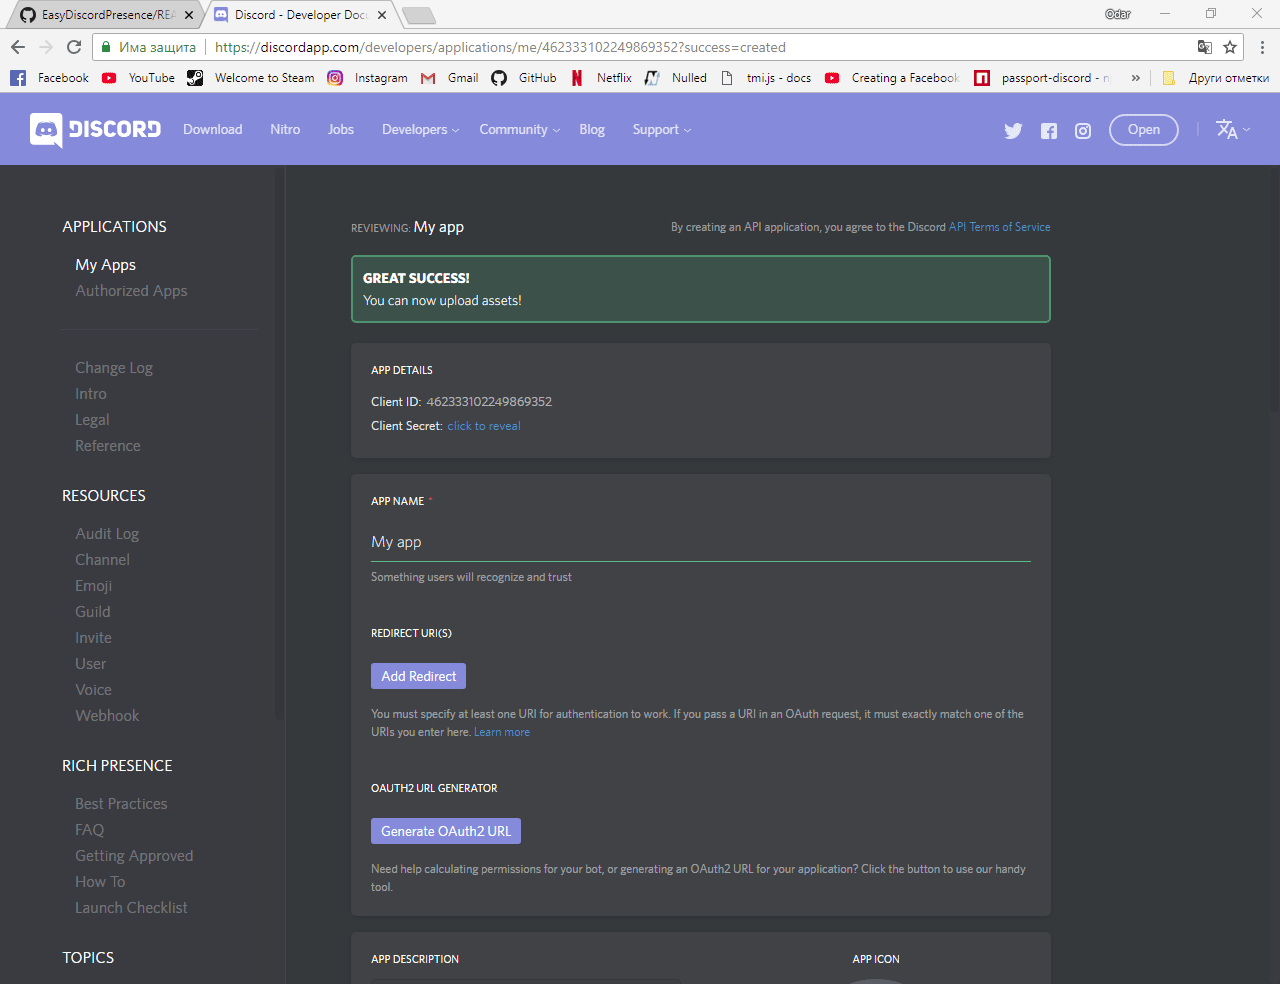 EasyDiscordPresence/REA
Discord - Developer Docu
Odar
Има защита
https://discordapp.com/developers/applications/me/462333102249869352?success=created
Facebook YouTube Welcome to Steam Instagram Gmail GitHub Netflix Nulled tmi.js - docs Creating a Facebook passport-discord - n » Други отметки
DISCORD Download Nitro Jobs Developers Community Blog Support Open
APPLICATIONS
My Apps
Authorized Apps
Change Log
Intro
Legal
Reference
RESOURCES
Audit Log
Channel
Emoji
Guild
Invite
User
Voice
Webhook
RICH PRESENCE
Best Practices
FAQ
Getting Approved
How To
Launch Checklist
TOPICS
REVIEWING: My app
By creating an API application, you agree to the Discord API Terms of Service
GREAT SUCCESS!
You can now upload assets!
APP DETAILS
Client ID: 462333102249869352
Client Secret: click to reveal
APP NAME *
My app
Something users will recognize and trust
REDIRECT URI(S)
Add Redirect
You must specify at least one URI for authentication to work. If you pass a URI in an OAuth request, it must exactly match one of the
URIs you enter here. Learn more
OAUTH2 URL GENERATOR
Generate OAuth2 URL
Need help calculating permissions for your bot, or generating an OAuth2 URL for your application? Click the button to use our handy
tool.
APP DESCRIPTION
APP ICON